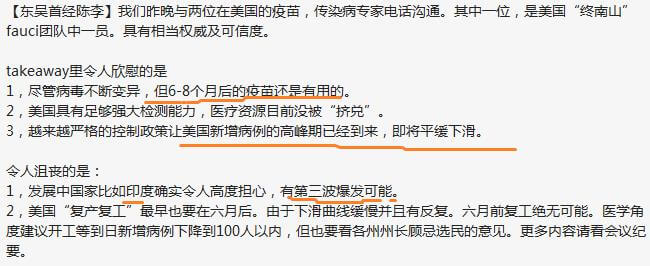 【东吴首经陈李】我们昨晚与两位在美国的疫苗，传染病专家电话沟通。其中一位，是美国“终南山”
fauci团队中一员。具有相当权威及可信度。
takeaway里令人欣慰的是
1，尽管病毒不断变异，但6-8个月后的疫苗还是有用的。
2，美国具有足够强大检测能力，医疗资源目前没被“挤兑”。
3，越来越严格的控制政策让美国新增病例的高峰期已经到来，即将平缓下滑。
令人沮丧的是：
1，发展中国家比如印度确实令人高度担心，有第三波爆发可能。
2，美国“复产复工”最早也要在六月后。由于下滑曲线缓慢并且有反复。六月前复工绝无可能。医学角
度建议开工等到日新增病例下降到100人以内，但也要看各州州长顾忌选民的意见。更多内容请看会议纪
要。